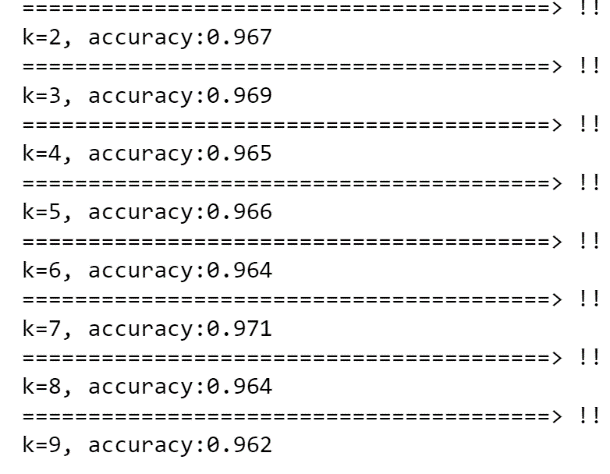 ========================================> !!
k=2, accuracy:0.967
========================================> !!
k=3, accuracy:0.969
========================================> !!
k=4, accuracy:0.965
========================================> !!
k=5, accuracy:0.966
========================================> !!
k=6, accuracy:0.964
========================================> !!
k=7, accuracy:0.971
========================================> !!
k=8, accuracy:0.964
========================================> !!
k=9, accuracy:0.962